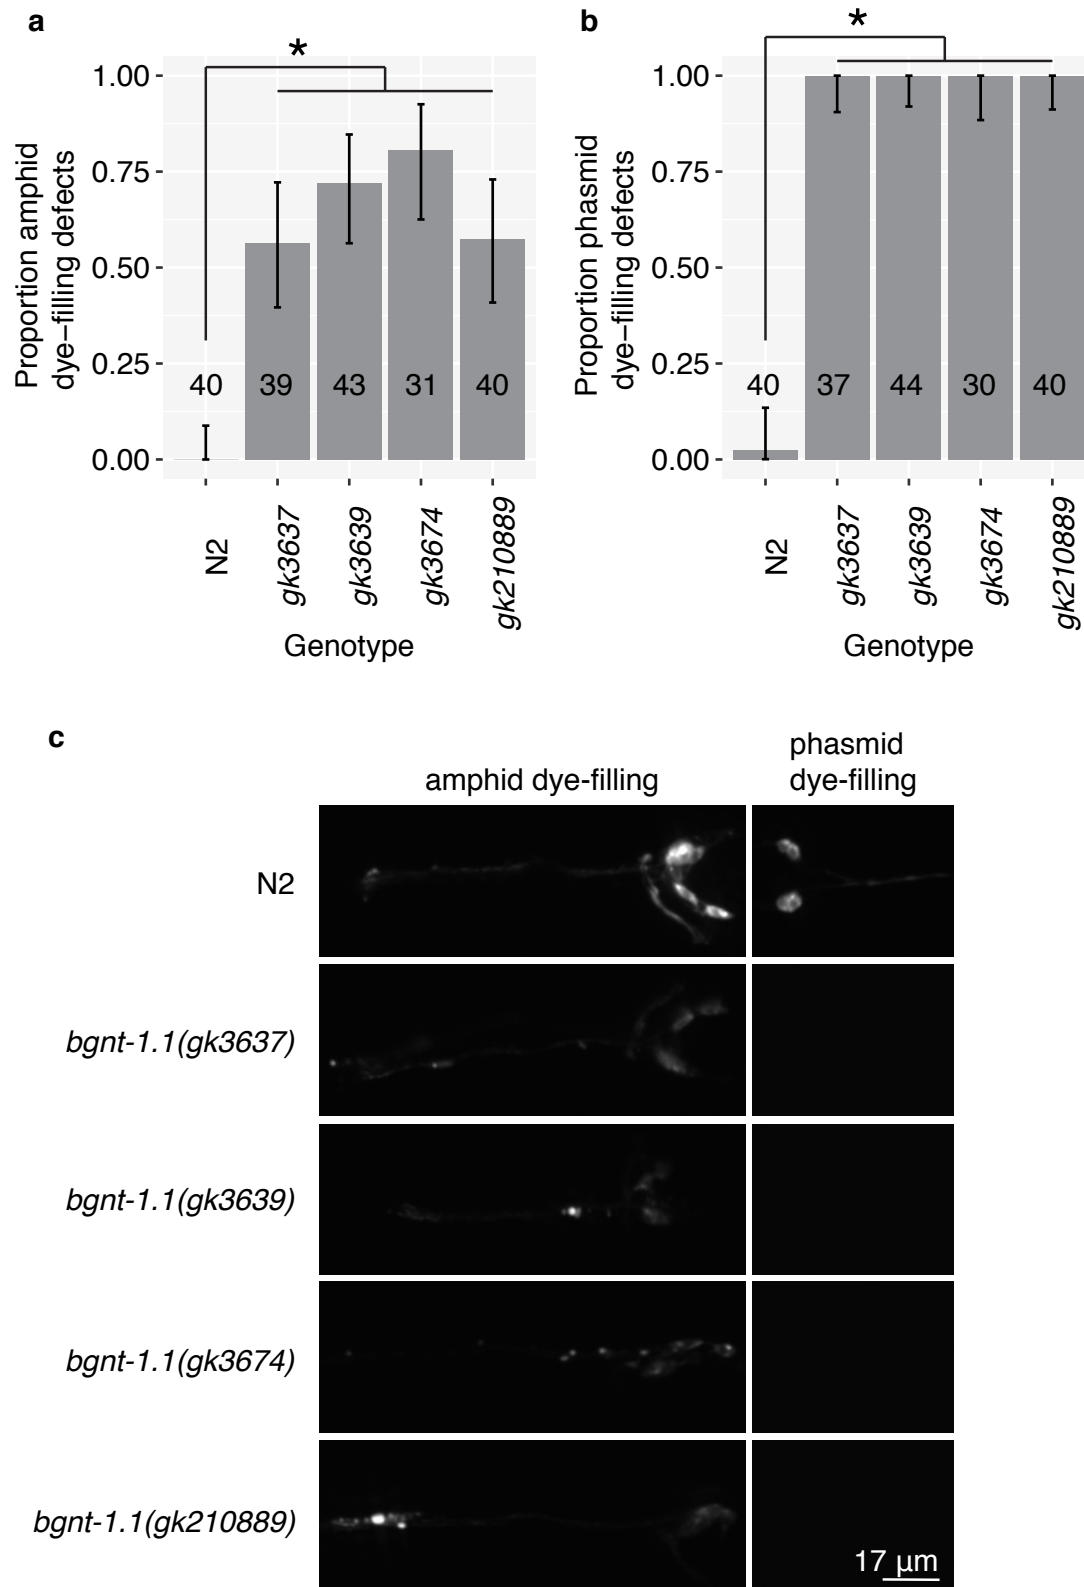 a
*
Proportion amphid
dye−filling defects
1.00
0.75
0.50
0.25
0.00
40 39 43 31 40
N2 gk3637 gk3639 gk3674 gk210889
Genotype
b
*
Proportion phasmid
dye−filling defects
1.00
0.75
0.50
0.25
0.00
40 37 44 30 40
N2 gk3637 gk3639 gk3674 gk210889
Genotype
c
amphid dye-filling
phasmid
dye-filling
N2
bgnt-1.1(gk3637)
bgnt-1.1(gk3639)
bgnt-1.1(gk3674)
bgnt-1.1(gk210889)
17 µm